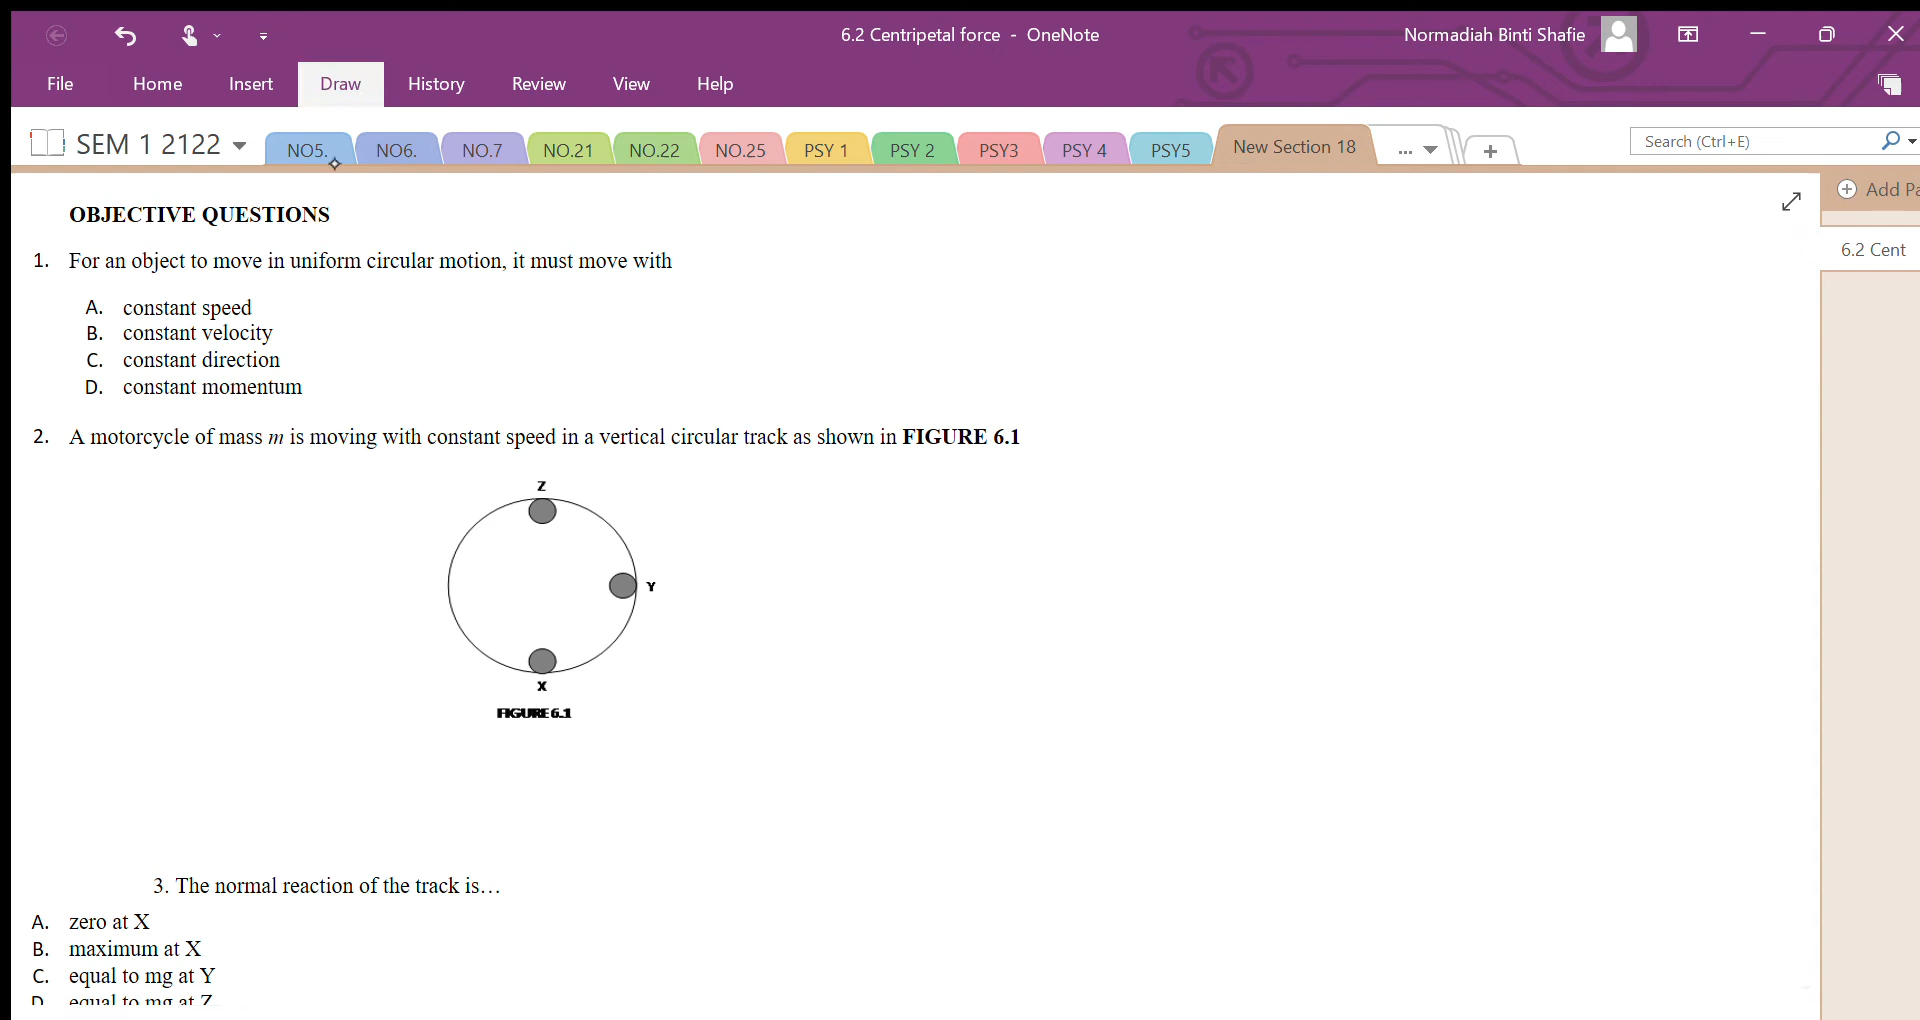 6.2 Centripetal force - OneNote
Normadiah Binti Shafie
File Home Insert Draw History Review View Help
SEM 1 2122
NO5. NO6. NO.7 NO.21 NO.22 NO.25 PSY 1 PSY 2 PSY3 PSY 4 PSY5 New Section 18 ...
Search (Ctrl+E)
Add Pa
6.2 Cent
OBJECTIVE QUESTIONS
1. For an object to move in uniform circular motion, it must move with
A. constant speed
B. constant velocity
C. constant direction
D. constant momentum
2. A motorcycle of mass m is moving with constant speed in a vertical circular track as shown in FIGURE 6.1
Z
Y
X
FIGURE 6.1
3. The normal reaction of the track is…
A. zero at X
B. maximum at X
C. equal to mg at Y
D. equal to mg at Z